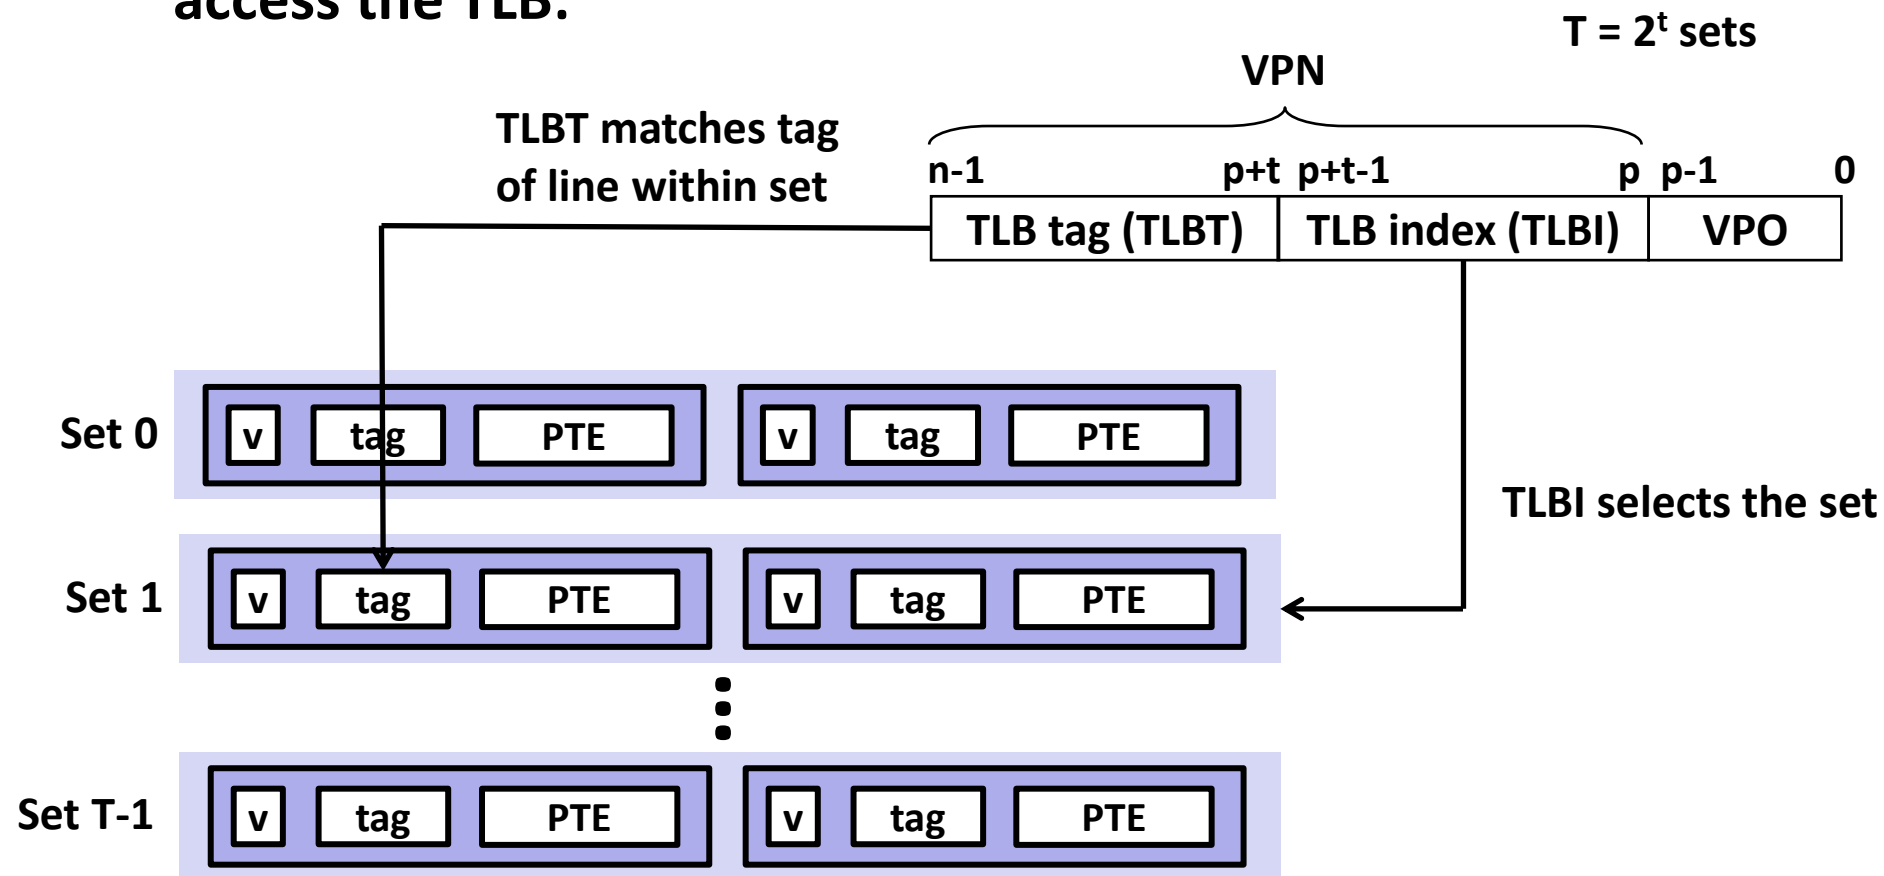 access the TLB:
T = 2ᵗ sets
VPN
TLBT matches tag
of line within set
n-1 p+t p+t-1 p p-1 0
TLB tag (TLBT) TLB index (TLBI) VPO
Set 0 v tag PTE v tag PTE
TLBI selects the set
Set 1 v tag PTE v tag PTE
Set T-1 v tag PTE v tag PTE